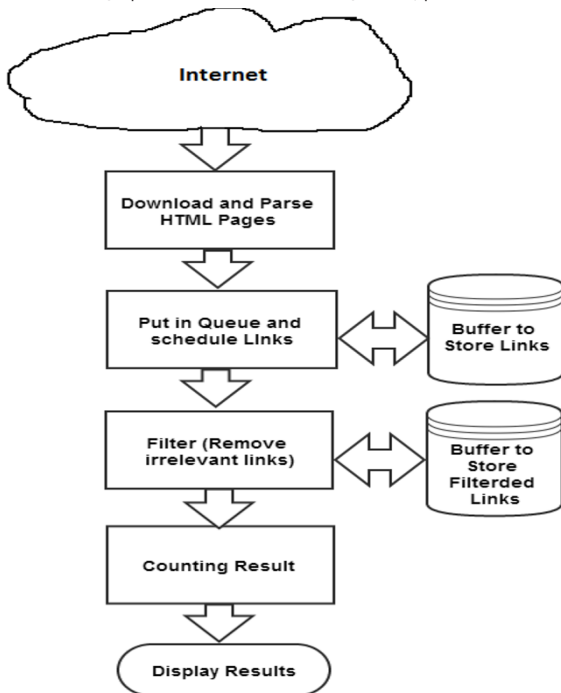 Internet
Download and Parse
HTML Pages
Put in Queue and
schedule LInks
Buffer to
Store Links
Filter (Remove
irrelevant links)
Buffer to
Store
Filterded
Links
Counting Result
Display Results